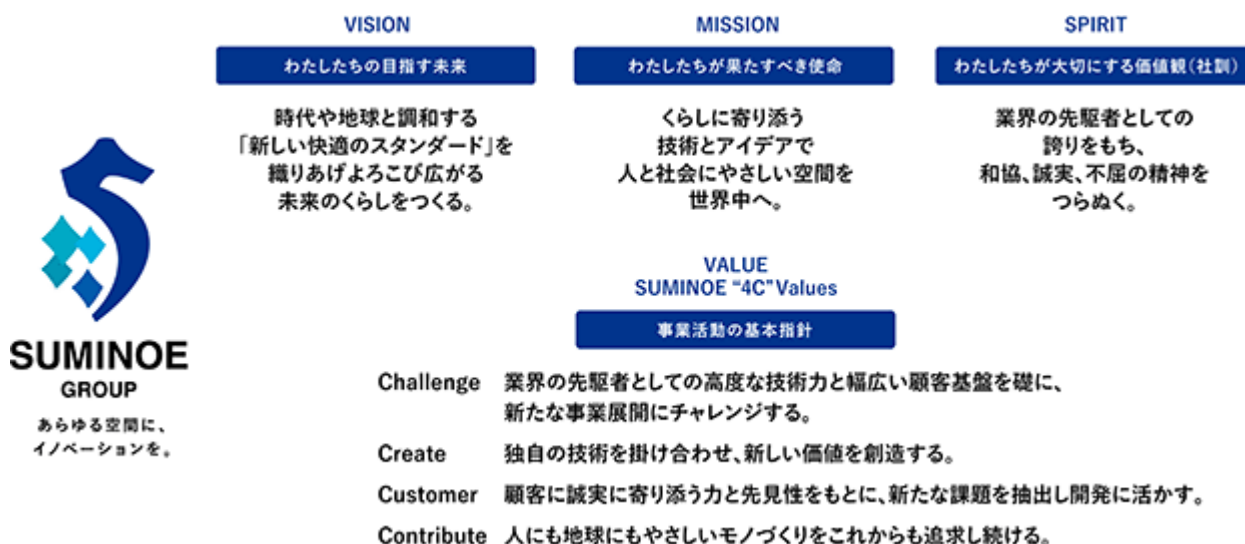 VISION
わたしたちの目指す未来
時代や地球と調和する
「新しい快適のスタンダード」を
織りあげよろこび広がる
未来のくらしをつくる。
MISSION
わたしたちが果たすべき使命
くらしに寄り添う
技術とアイデアで
人と社会にやさしい空間を
世界中へ。
SPIRIT
わたしたちが大切にする価値観(社訓)
業界の先駆者としての
誇りをもち、
和協、誠実、不屈の精神を
つらぬく。
SUMINOE
GROUP
あらゆる空間に、
イノベーションを。
VALUE
SUMINOE “4C” Values
事業活動の基本指針
Challenge 業界の先駆者としての高度な技術力と幅広い顧客基盤を礎に、
新たな事業展開にチャレンジする。
Create 独自の技術を掛け合わせ、新しい価値を創造する。
Customer 顧客に誠実に寄り添う力と先見性をもとに、新たな課題を抽出し開発に活かす。
Contribute 人にも地球にもやさしいモノづくりをこれからも追求し続ける。